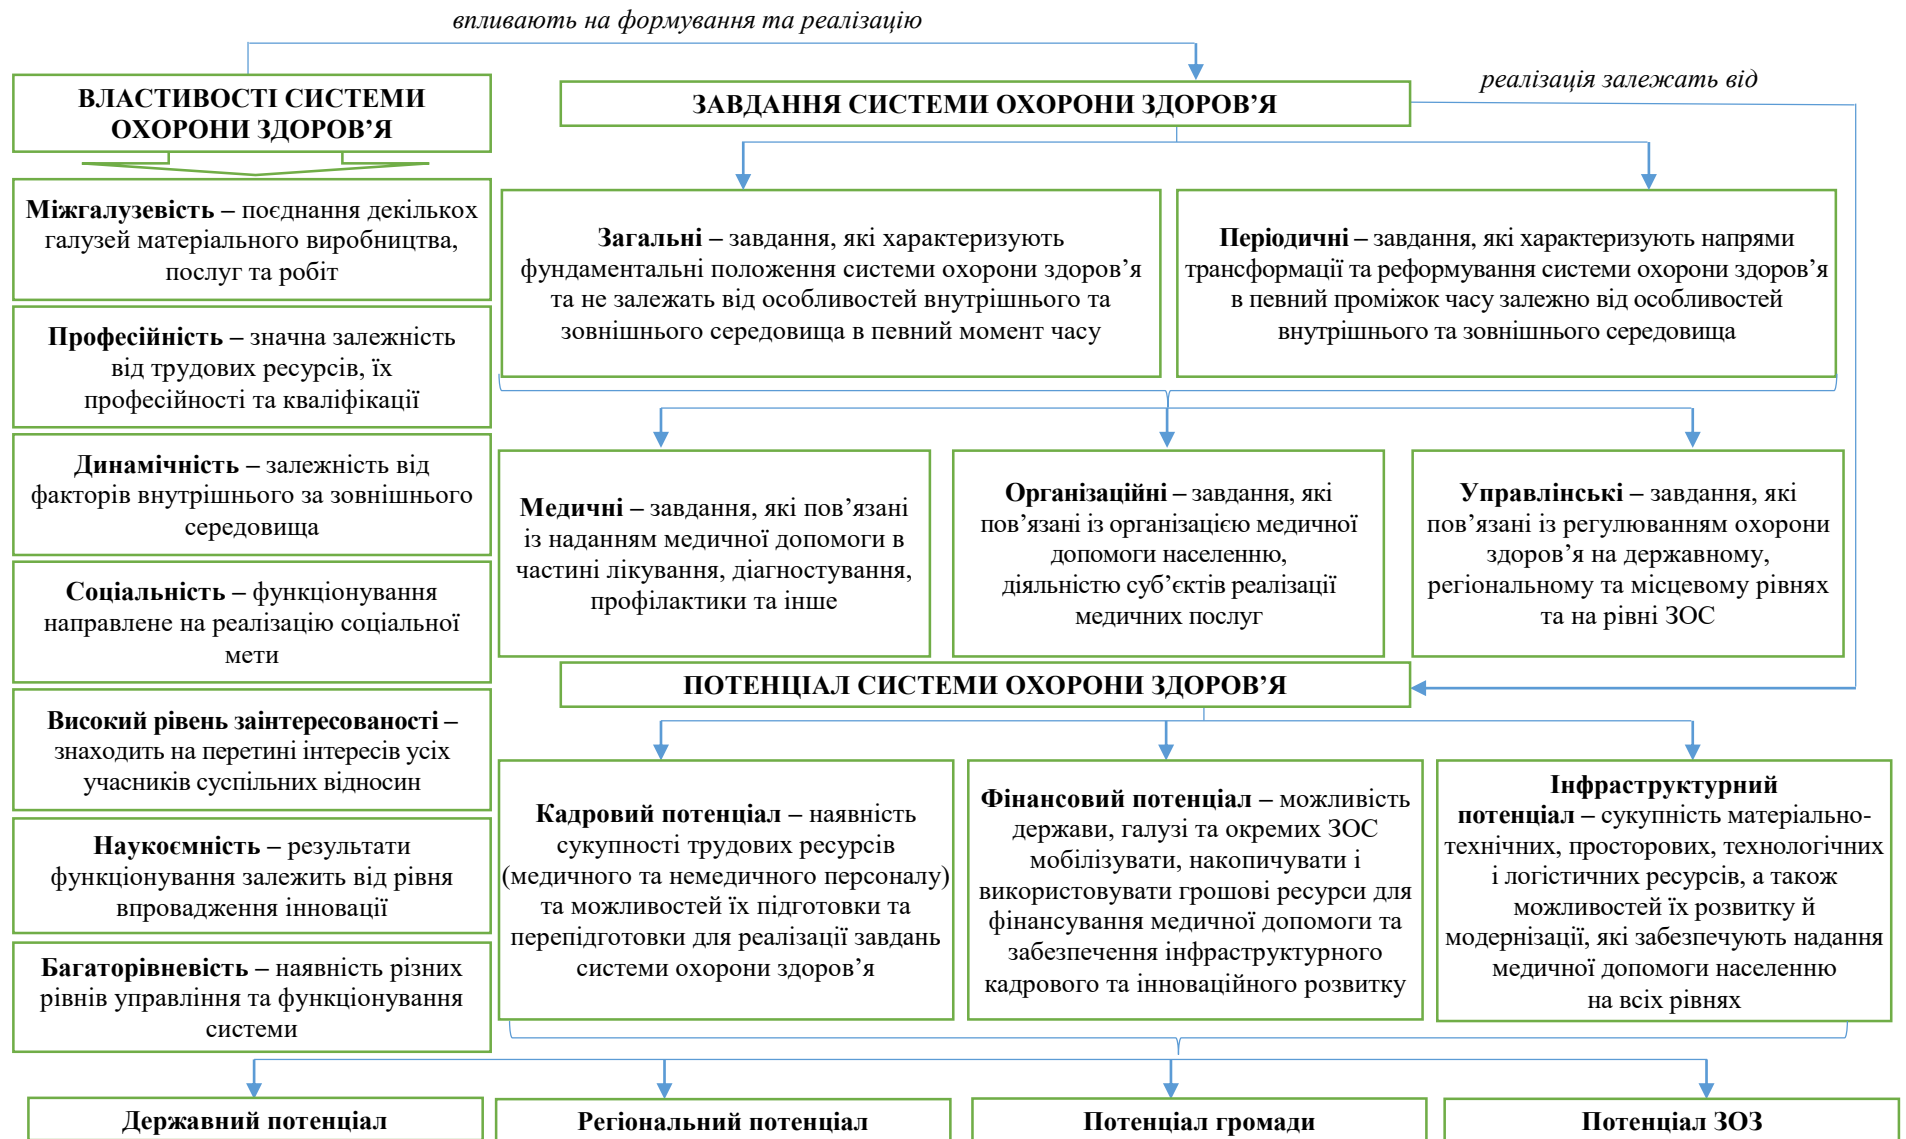 впливають на формування та реалізацію
ВЛАСТИВОСТІ СИСТЕМИ
ОХОРОНИ ЗДОРОВ’Я
ЗАВДАННЯ СИСТЕМИ ОХОРОНИ ЗДОРОВ’Я
реалізація залежать від
Міжгалузевість – поєднання декількох
галузей матеріального виробництва,
послуг та робіт
Професійність – значна залежність
від трудових ресурсів, їх
професійності та кваліфікації
Динамічність – залежність від
факторів внутрішнього за зовнішнього
середовища
Соціальність – функціонування
направлене на реалізацію соціальної
мети
Високий рівень заінтересованості –
знаходить на перетині інтересів усіх
учасників суспільних відносин
Наукоємність – результати
функціонування залежить від рівня
впровадження інновації
Багаторівневість – наявність різних
рівнів управління та функціонування
системи
Загальні – завдання, які характеризують
фундаментальні положення системи охорони здоров’я
та не залежать від особливостей внутрішнього та
зовнішнього середовища в певний момент часу
Періодичні – завдання, які характеризують напрями
трансформації та реформування системи охорони здоров’я
в певний проміжок часу залежно від особливостей
внутрішнього та зовнішнього середовища
Медичні – завдання, які пов’язані
із наданням медичної допомоги в
частині лікування, діагностування,
профілактики та інше
Організаційні – завдання, які
пов’язані із організацією медичної
допомоги населенню,
діяльністю суб’єктів реалізації
медичних послуг
Управлінські – завдання, які
пов’язані із регулюванням охорони
здоров’я на державному,
регіональному та місцевому рівнях
та на рівні ЗОС
ПОТЕНЦІАЛ СИСТЕМИ ОХОРОНИ ЗДОРОВ’Я
Кадровий потенціал – наявність
сукупності трудових ресурсів
(медичного та немедичного персоналу)
та можливостей їх підготовки та
перепідготовки для реалізації завдань
системи охорони здоров’я
Фінансовий потенціал – можливість
держави, галузі та окремих ЗОС
мобілізувати, накопичувати і
використовувати грошові ресурси для
фінансування медичної допомоги та
забезпечення інфраструктурного
кадрового та інноваційного розвитку
Інфраструктурний
потенціал – сукупність матеріально-
технічних, просторових, технологічних
і логістичних ресурсів, а також
можливостей їх розвитку й
модернізації, які забезпечують надання
медичної допомоги населенню
на всіх рівнях
Державний потенціал
Регіональний потенціал
Потенціал громади
Потенціал ЗОЗ